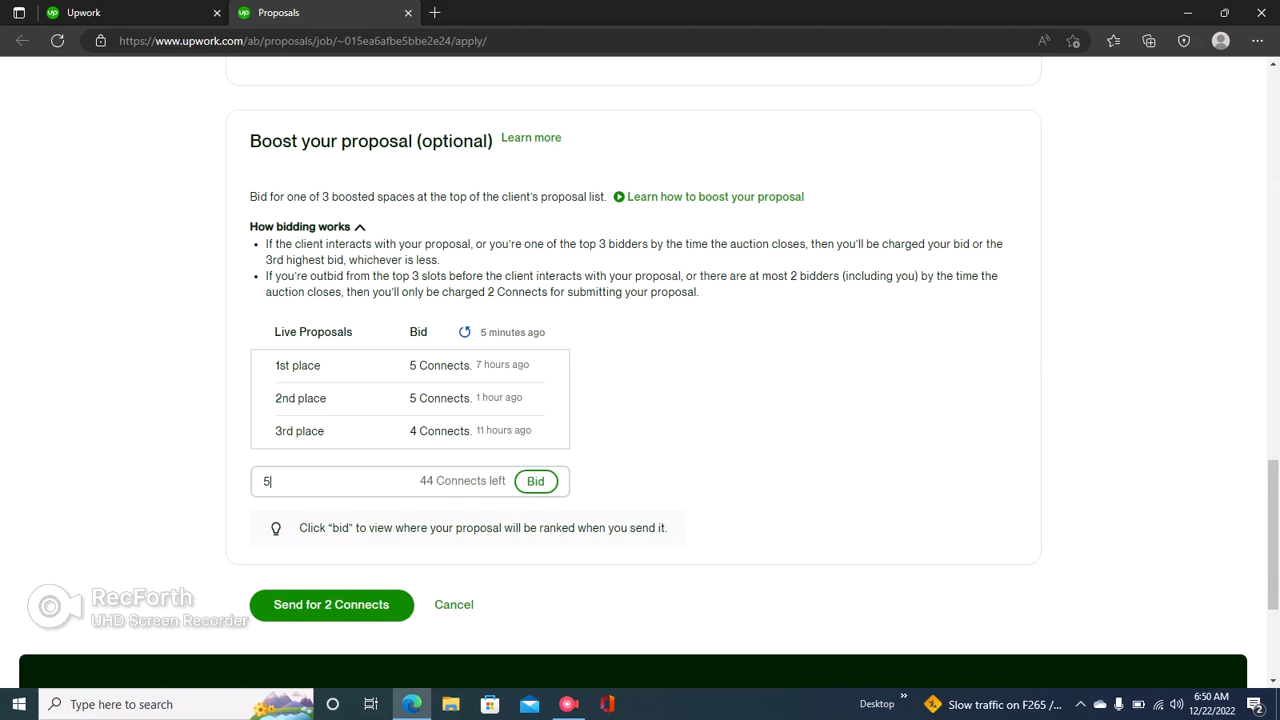 Upwork
Proposals
https://www.upwork.com/ab/proposals/job/~015ea6afbe5bbe2e24/apply/
Boost your proposal (optional) Learn more
Bid for one of 3 boosted spaces at the top of the client's proposal list. Learn how to boost your proposal
How bidding works
• If the client interacts with your proposal, or you're one of the top 3 bidders by the time the auction closes, then you'll be charged your bid or the
3rd highest bid, whichever is less.
• If you're outbid from the top 3 slots before the client interacts with your proposal, or there are at most 2 bidders (including you) by the time the
auction closes, then you'll only be charged 2 Connects for submitting your proposal.
Live Proposals Bid 5 minutes ago
1st place 5 Connects. 7 hours ago
2nd place 5 Connects. 1 hour ago
3rd place 4 Connects. 11 hours ago
5 44 Connects left Bid
Click “bid” to view where your proposal will be ranked when you send it.
RecForth
UHD Screen Recorder
Send for 2 Connects Cancel
Type here to search
Desktop
Slow traffic on F265 /...
6:50 AM
12/22/2022
2